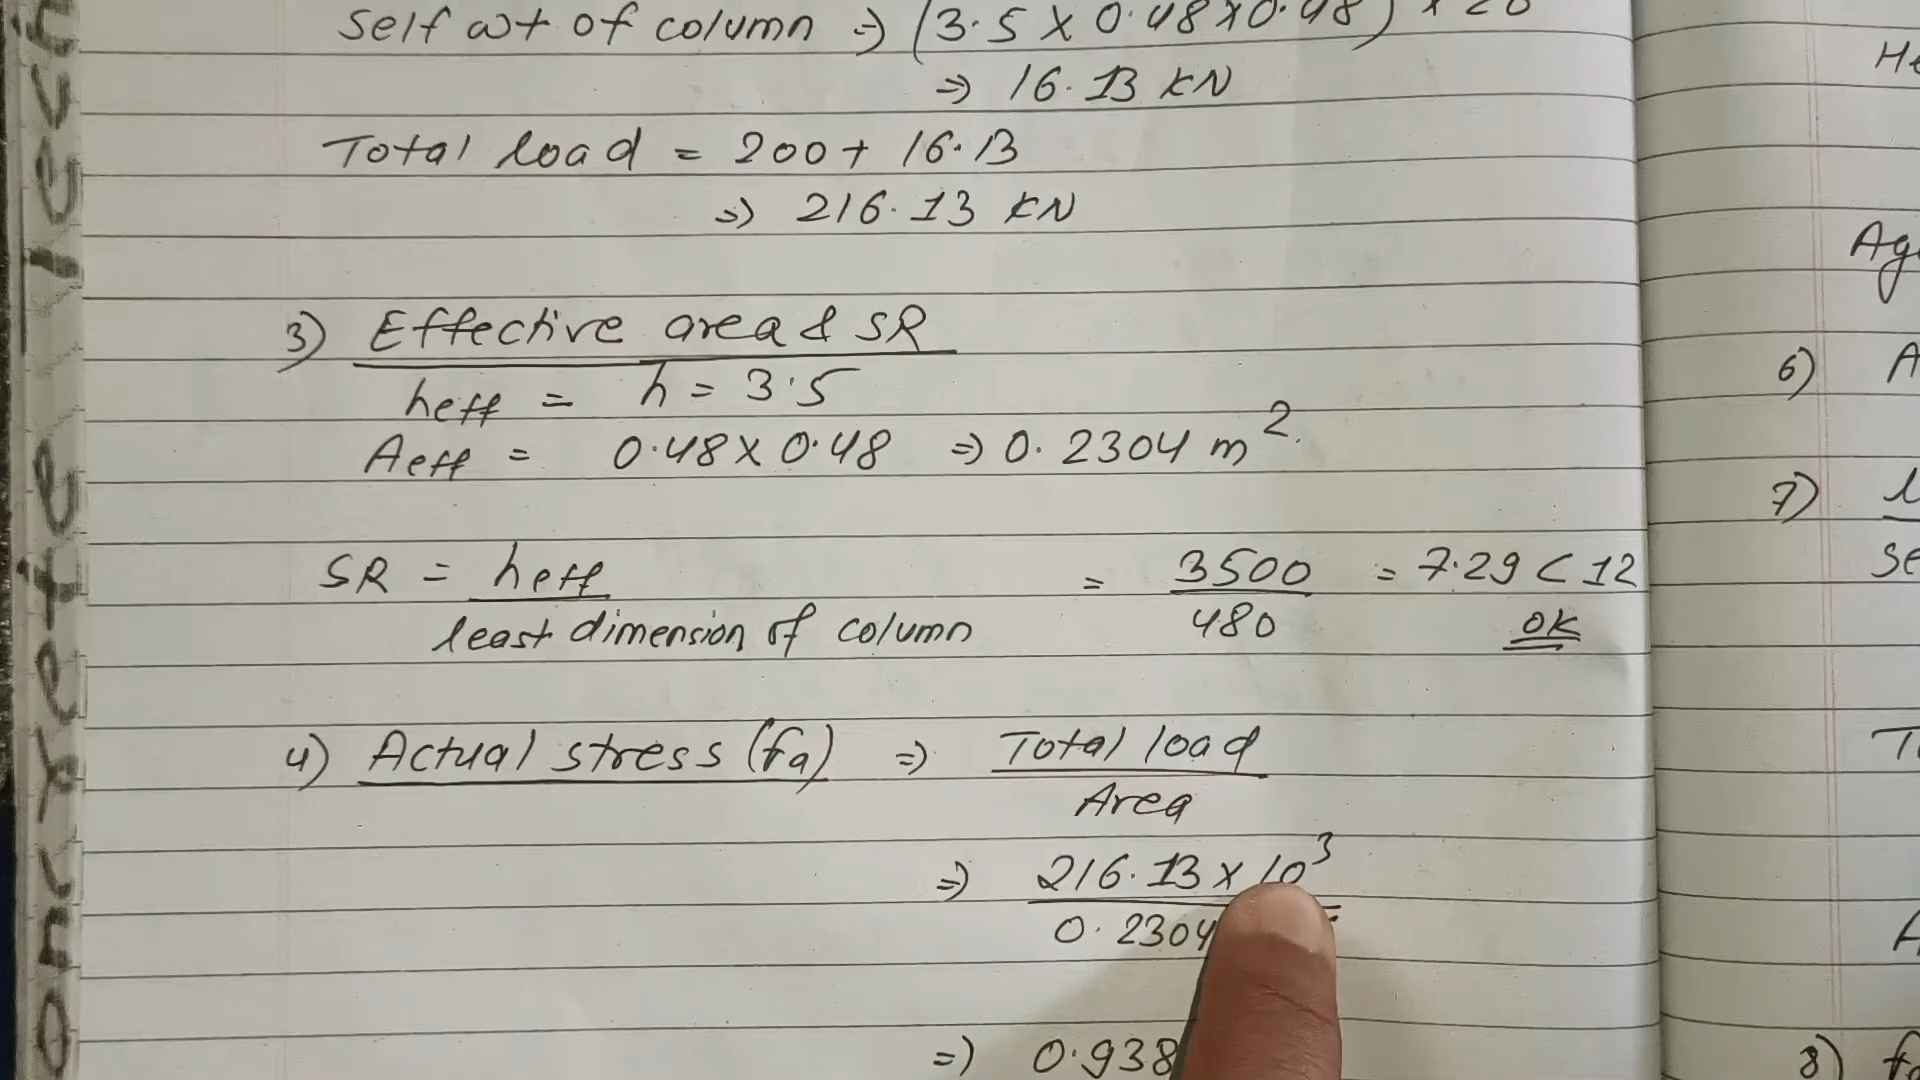 Self wt of column ⇒ (3.5 X 0.48 x 0.48) x 20
⇒ 16.13 KN
Total load = 200 + 16.13
⇒ 216.13 KN
3) Effective area & SR
heff = h = 3.5
Aeff = 0.48 X 0.48 ⇒ 0.2304 m².
SR = heff / least dimension of column = 3500 / 480 = 7.29 < 12
OK
4) Actual stress (fa) ⇒ Total load / Area
⇒ 216.13 x 10³ / 0.2304
⇒ 0.938
6) A
7)
8)